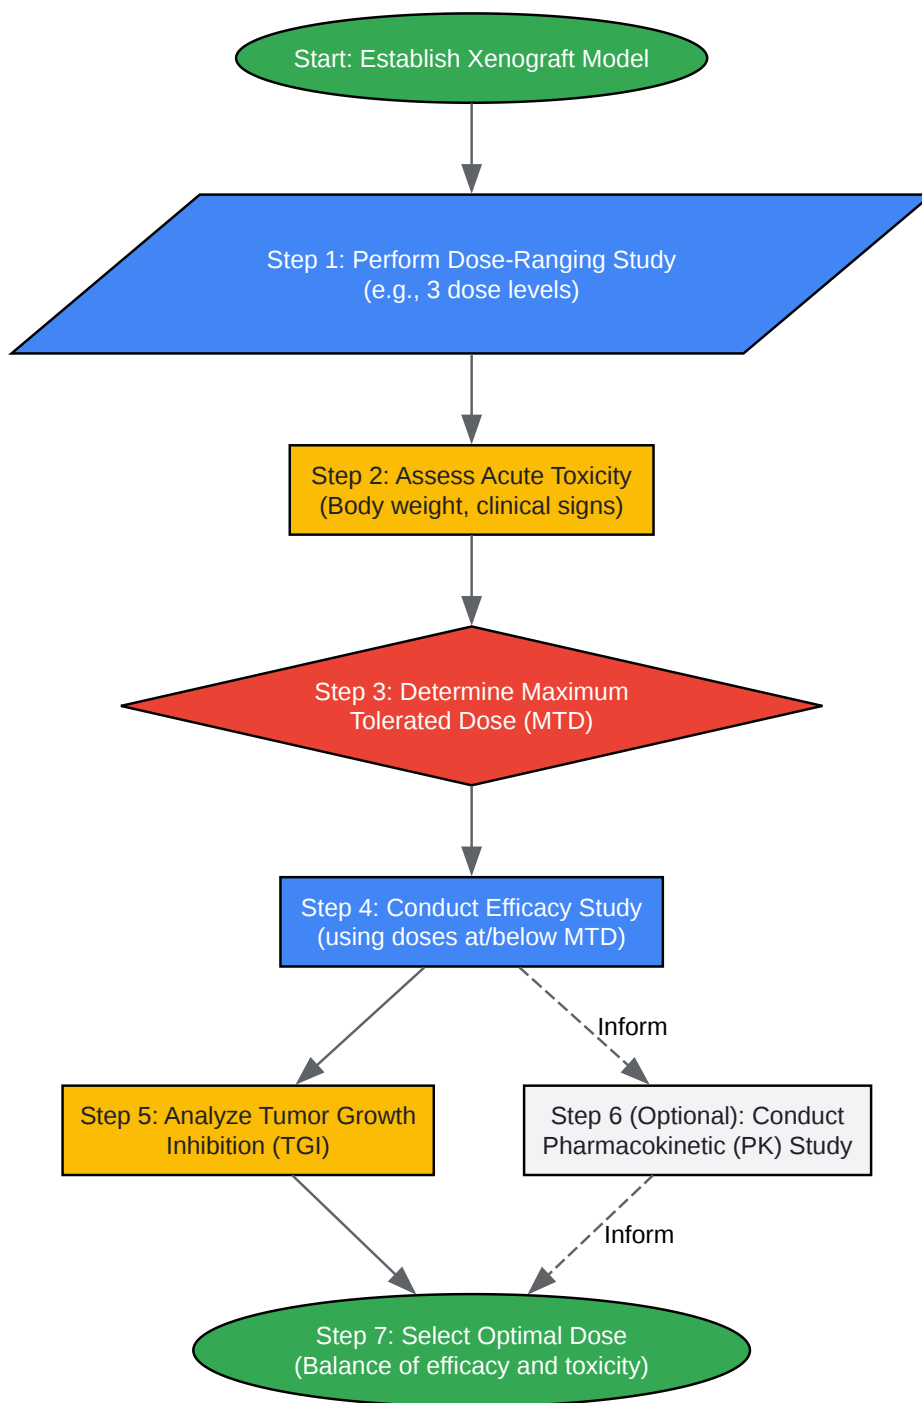 Start: Establish Xenograft Model
Step 1: Perform Dose-Ranging Study
(e.g., 3 dose levels)
Step 2: Assess Acute Toxicity
(Body weight, clinical signs)
Step 3: Determine Maximum
Tolerated Dose (MTD)
Step 4: Conduct Efficacy Study
(using doses at/below MTD)
Inform
Step 5: Analyze Tumor Growth
Inhibition (TGI)
Step 6 (Optional): Conduct
Pharmacokinetic (PK) Study
Inform
Step 7: Select Optimal Dose
(Balance of efficacy and toxicity)